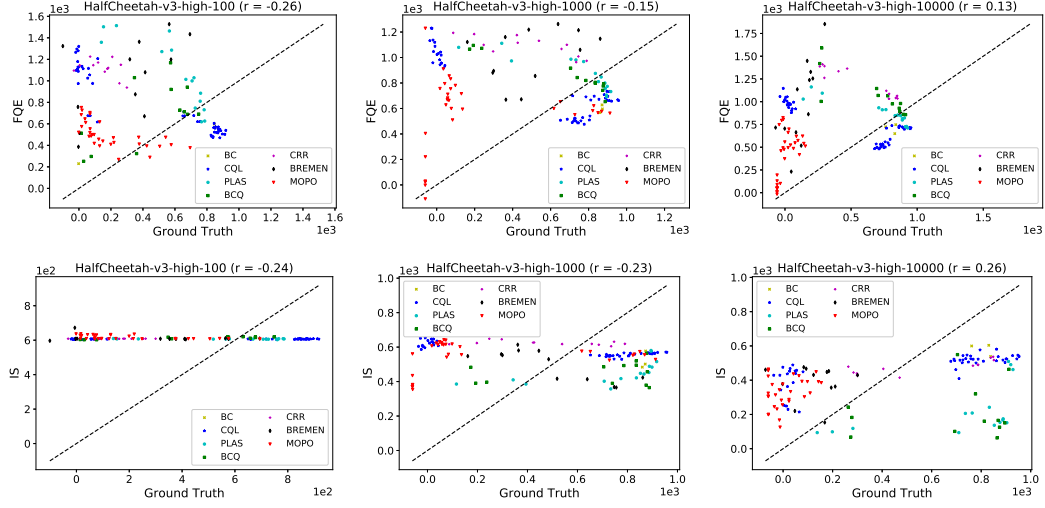 HalfCheetah-v3-high-100 (r = -0.26)
1e3
FQE
1.6
1.4
1.2
1.0
0.8
0.6
0.4
0.2
0.0
BC
CQL
PLAS
BCQ
CRR
BREMEN
MOPO
0.0 0.2 0.4 0.6 0.8 1.0 1.2 1.4 1.6
Ground Truth
1e3
HalfCheetah-v3-high-1000 (r = -0.15)
1e3
FQE
1.2
1.0
0.8
0.6
0.4
0.2
0.0
BC
CQL
PLAS
BCQ
CRR
BREMEN
MOPO
0.0 0.2 0.4 0.6 0.8 1.0 1.2
Ground Truth
1e3
HalfCheetah-v3-high-10000 (r = 0.13)
1e3
FQE
1.75
1.50
1.25
1.00
0.75
0.50
0.25
0.00
BC
CQL
PLAS
BCQ
CRR
BREMEN
MOPO
0.0 0.5 1.0 1.5
Ground Truth
1e3
HalfCheetah-v3-high-100 (r = -0.24)
1e2
IS
8
6
4
2
0
BC
CQL
PLAS
BCQ
CRR
BREMEN
MOPO
0 2 4 6 8
Ground Truth
1e2
HalfCheetah-v3-high-1000 (r = -0.23)
1e3
IS
1.0
0.8
0.6
0.4
0.2
0.0
BC
CQL
PLAS
BCQ
CRR
BREMEN
MOPO
0.0 0.2 0.4 0.6 0.8 1.0
Ground Truth
1e3
HalfCheetah-v3-high-10000 (r = 0.26)
1e3
IS
1.0
0.8
0.6
0.4
0.2
0.0
BC
CQL
PLAS
BCQ
CRR
BREMEN
MOPO
0.0 0.2 0.4 0.6 0.8 1.0
Ground Truth
1e3